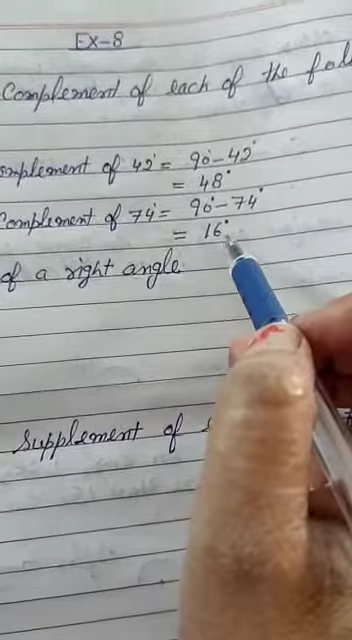 Ex-8
Complement of each of the
omplement of 42° = 90° - 42°
= 48°
Complement of 74° = 90° - 74°
= 16°
of a right angle
Supplement of